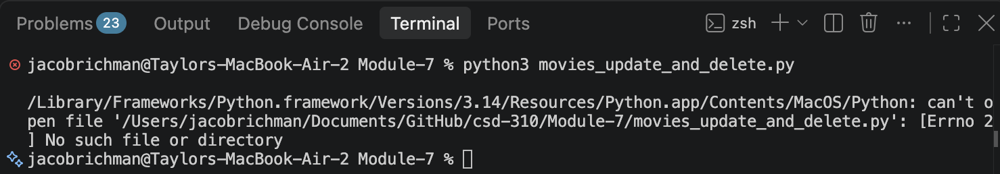 Problems 23 Output Debug Console Terminal Ports zsh
jacobrichman@Taylors-MacBook-Air-2 Module-7 % python3 movies_update_and_delete.py
/Library/Frameworks/Python.framework/Versions/3.14/Resources/Python.app/Contents/MacOS/Python: can't o
pen file '/Users/jacobrichman/Documents/GitHub/csd-310/Module-7/movies_update_and_delete.py': [Errno 2
] No such file or directory
jacobrichman@Taylors-MacBook-Air-2 Module-7 %